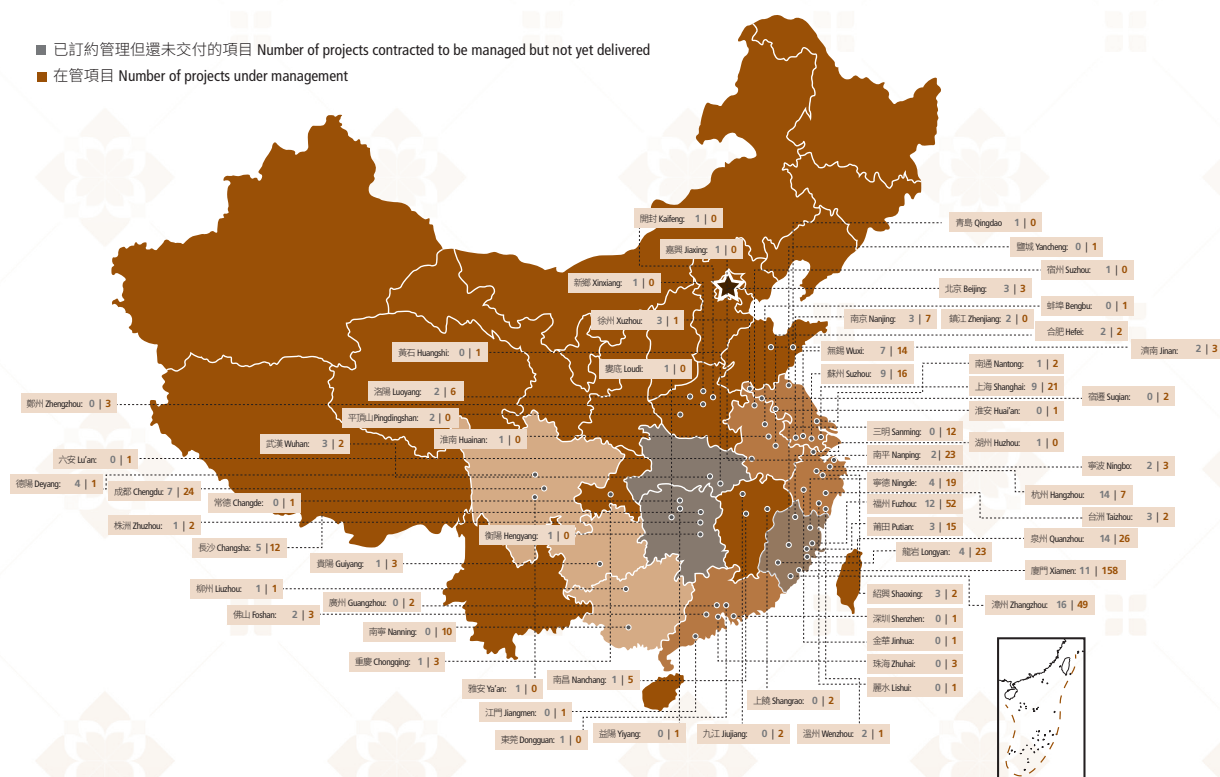 已訂約管理但還未交付的項目 Number of projects contracted to be managed but not yet delivered
在管項目 Number of projects under management
開封 Kaifeng: 1 | 0
青島 Qingdao 1 | 0
嘉興 Jiaxing: 1 | 0
鹽城 Yancheng: 0 | 1
新鄉 Xinxiang: 1 | 0
宿州 Suzhou: 1 | 0
北京 Beijing: 3 | 3
蚌埠 Bengbu: 0 | 1
徐州 Xuzhou: 3 | 1
南京 Nanjing: 3 | 7
鎮江 Zhenjiang: 2 | 0
合肥 Hefei: 2 | 2
黃石 Huangshi: 0 | 1
無錫 Wuxi: 7 | 14
濟南 Jinan: 2 | 3
婁底 Loudi: 1 | 0
蘇州 Suzhou: 9 | 16
南通 Nantong: 1 | 2
洛陽 Luoyang: 2 | 6
上海 Shanghai: 9 | 21
宿遷 Suqian: 0 | 2
鄭州 Zhengzhou: 0 | 3
淮安 Huai'an: 0 | 1
平頂山 Pingdingshan: 2 | 0
三明 Sanming: 0 | 12
武漢 Wuhan: 3 | 2
淮南 Huainan: 1 | 0
湖州 Huzhou: 1 | 0
六安 Lu'an: 0 | 1
南平 Nanping: 2 | 23
寧波 Ningbo: 2 | 3
德陽 Deyang: 4 | 1
成都 Chengdu: 7 | 24
寧德 Ningde: 4 | 19
杭州 Hangzhou: 14 | 7
常德 Changde: 0 | 1
福州 Fuzhou: 12 | 52
台洲 Taizhou: 3 | 2
株洲 Zhuzhou: 1 | 2
莆田 Putian: 3 | 15
衡陽 Hengyang: 1 | 0
泉州 Quanzhou: 14 | 26
長沙 Changsha: 5 | 12
龍岩 Longyan: 4 | 23
貴陽 Guiyang: 1 | 3
廈門 Xiamen: 11 | 158
柳州 Liuzhou: 1 | 1
紹興 Shaoxing: 3 | 2
廣州 Guangzhou: 0 | 2
漳州 Zhangzhou: 16 | 49
佛山 Foshan: 2 | 3
深圳 Shenzhen: 0 | 1
南寧 Nanning: 0 | 10
金華 Jinhua: 0 | 1
重慶 Chongqing: 1 | 3
珠海 Zhuhai: 0 | 3
南昌 Nanchang: 1 | 5
雅安 Ya'an: 1 | 0
麗水 Lishui: 0 | 1
上饒 Shangrao: 0 | 2
江門 Jiangmen: 0 | 1
東莞 Dongguan: 1 | 0
益陽 Yiyang: 0 | 1
九江 Jiujiang: 0 | 2
溫州 Wenzhou: 2 | 1